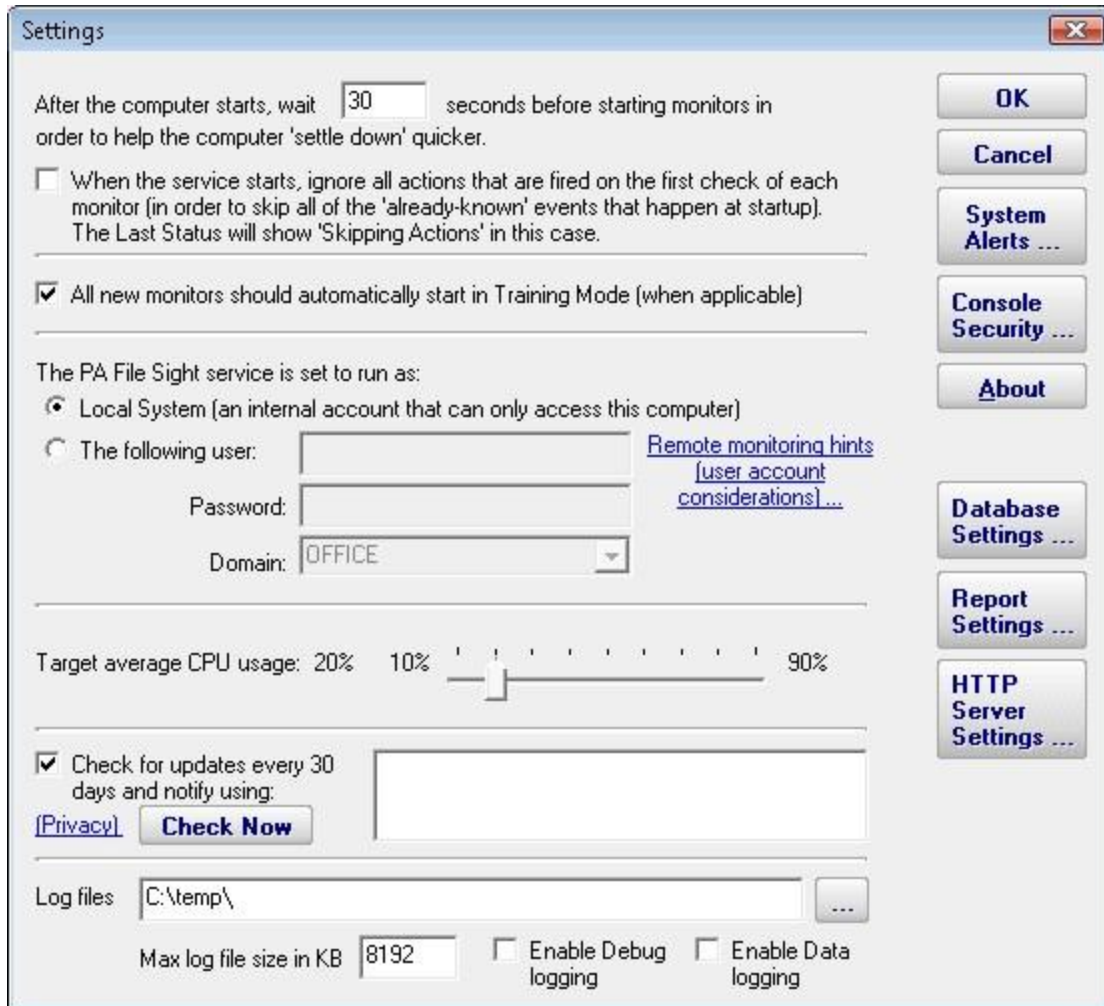 Settings
After the computer starts, wait 30 seconds before starting monitors in
order to help the computer 'settle down' quicker.
When the service starts, ignore all actions that are fired on the first check of each
monitor (in order to skip all of the 'already-known' events that happen at startup).
The Last Status will show 'Skipping Actions' in this case.
All new monitors should automatically start in Training Mode (when applicable)
The PA File Sight service is set to run as:
Local System (an internal account that can only access this computer)
The following user:
Remote monitoring hints
(user account
considerations) ...
Password:
Domain: OFFICE
Target average CPU usage: 20% 10% 90%
Check for updates every 30
days and notify using:
(Privacy) Check Now
Log files C:\temp\ ...
Max log file size in KB 8192
Enable Debug
logging
Enable Data
logging
OK
Cancel
System
Alerts ...
Console
Security ...
About
Database
Settings ...
Report
Settings ...
HTTP
Server
Settings ...